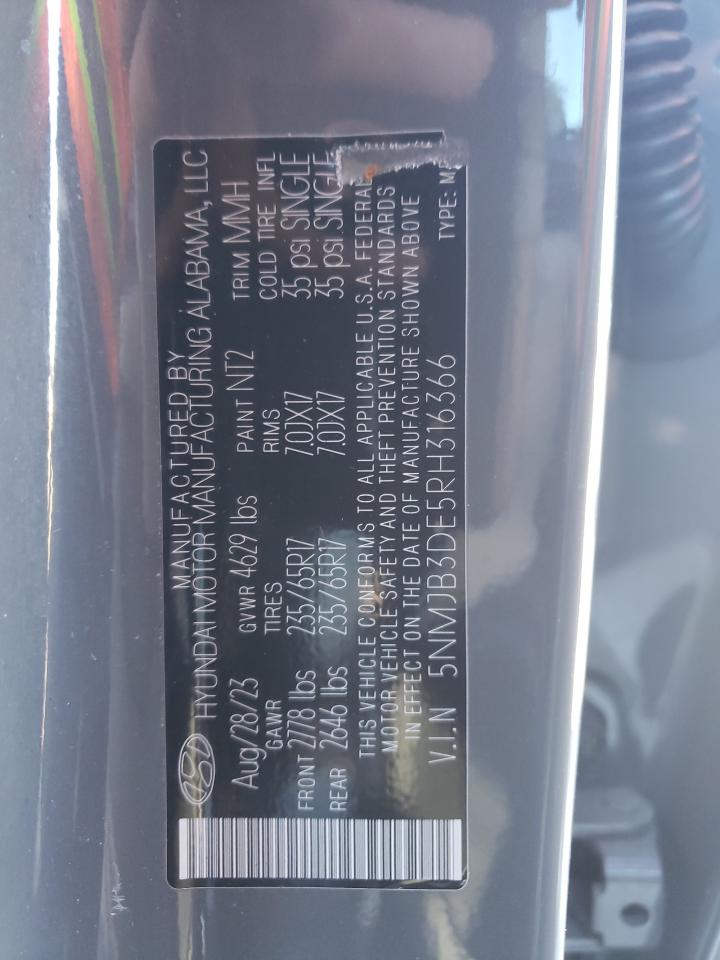 MANUFACTURED BY
HYUNDAI MOTOR MANUFACTURING ALABAMA, LLC
Aug/28/23 GVWR 4629 lbs PAINT NT2 TRIM MMH
GAWR TIRES RIMS COLD TIRE INFL
FRONT 2778 lbs 235/65R17 7.0JX17 35 psi SINGLE
REAR 2646 lbs 235/65R17 7.0JX17 35 psi SINGLE
THIS VEHICLE CONFORMS TO ALL APPLICABLE U.S.A. FEDERAL
MOTOR VEHICLE SAFETY AND THEFT PREVENTION STANDARDS
IN EFFECT ON THE DATE OF MANUFACTURE SHOWN ABOVE
V.I.N 5NMJB3DE5RH316366 TYPE: